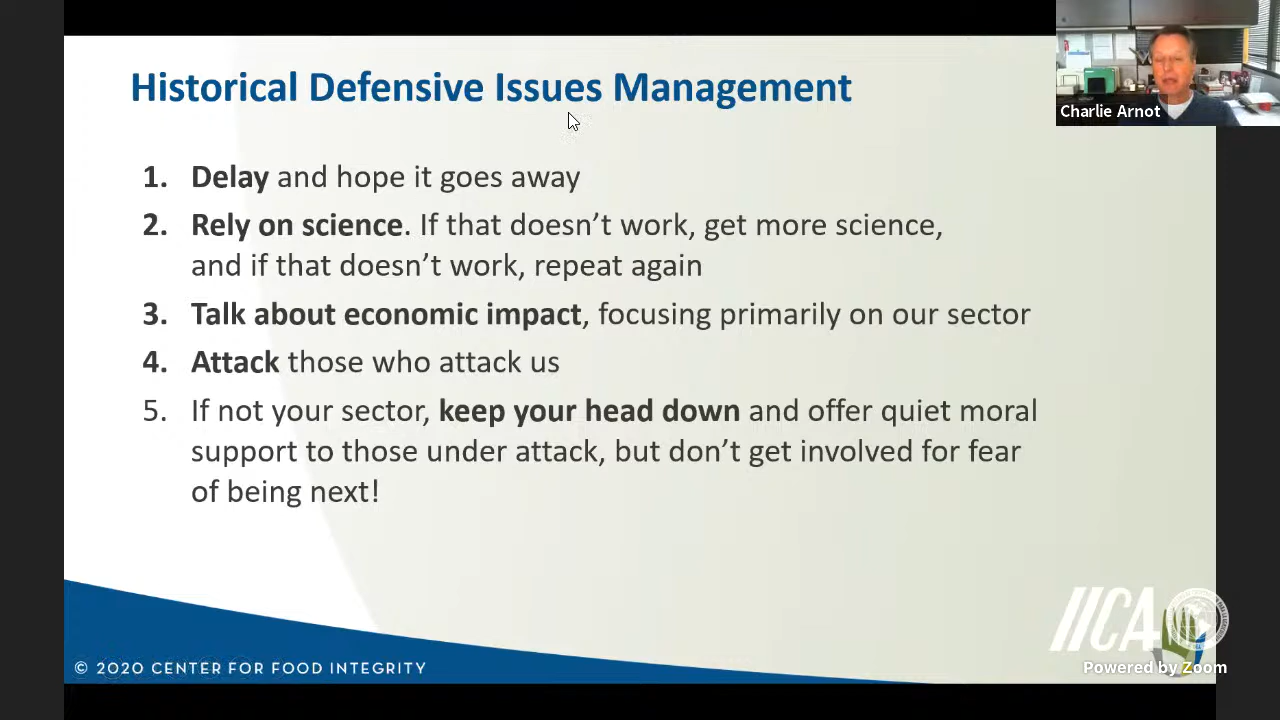 Historical Defensive Issues Management
Charlie Arnot
1. Delay and hope it goes away
2. Rely on science. If that doesn’t work, get more science,
and if that doesn’t work, repeat again
3. Talk about economic impact, focusing primarily on our sector
4. Attack those who attack us
5. If not your sector, keep your head down and offer quiet moral
support to those under attack, but don’t get involved for fear
of being next!
IICA
© 2020 CENTER FOR FOOD INTEGRITY
Powered by Zoom